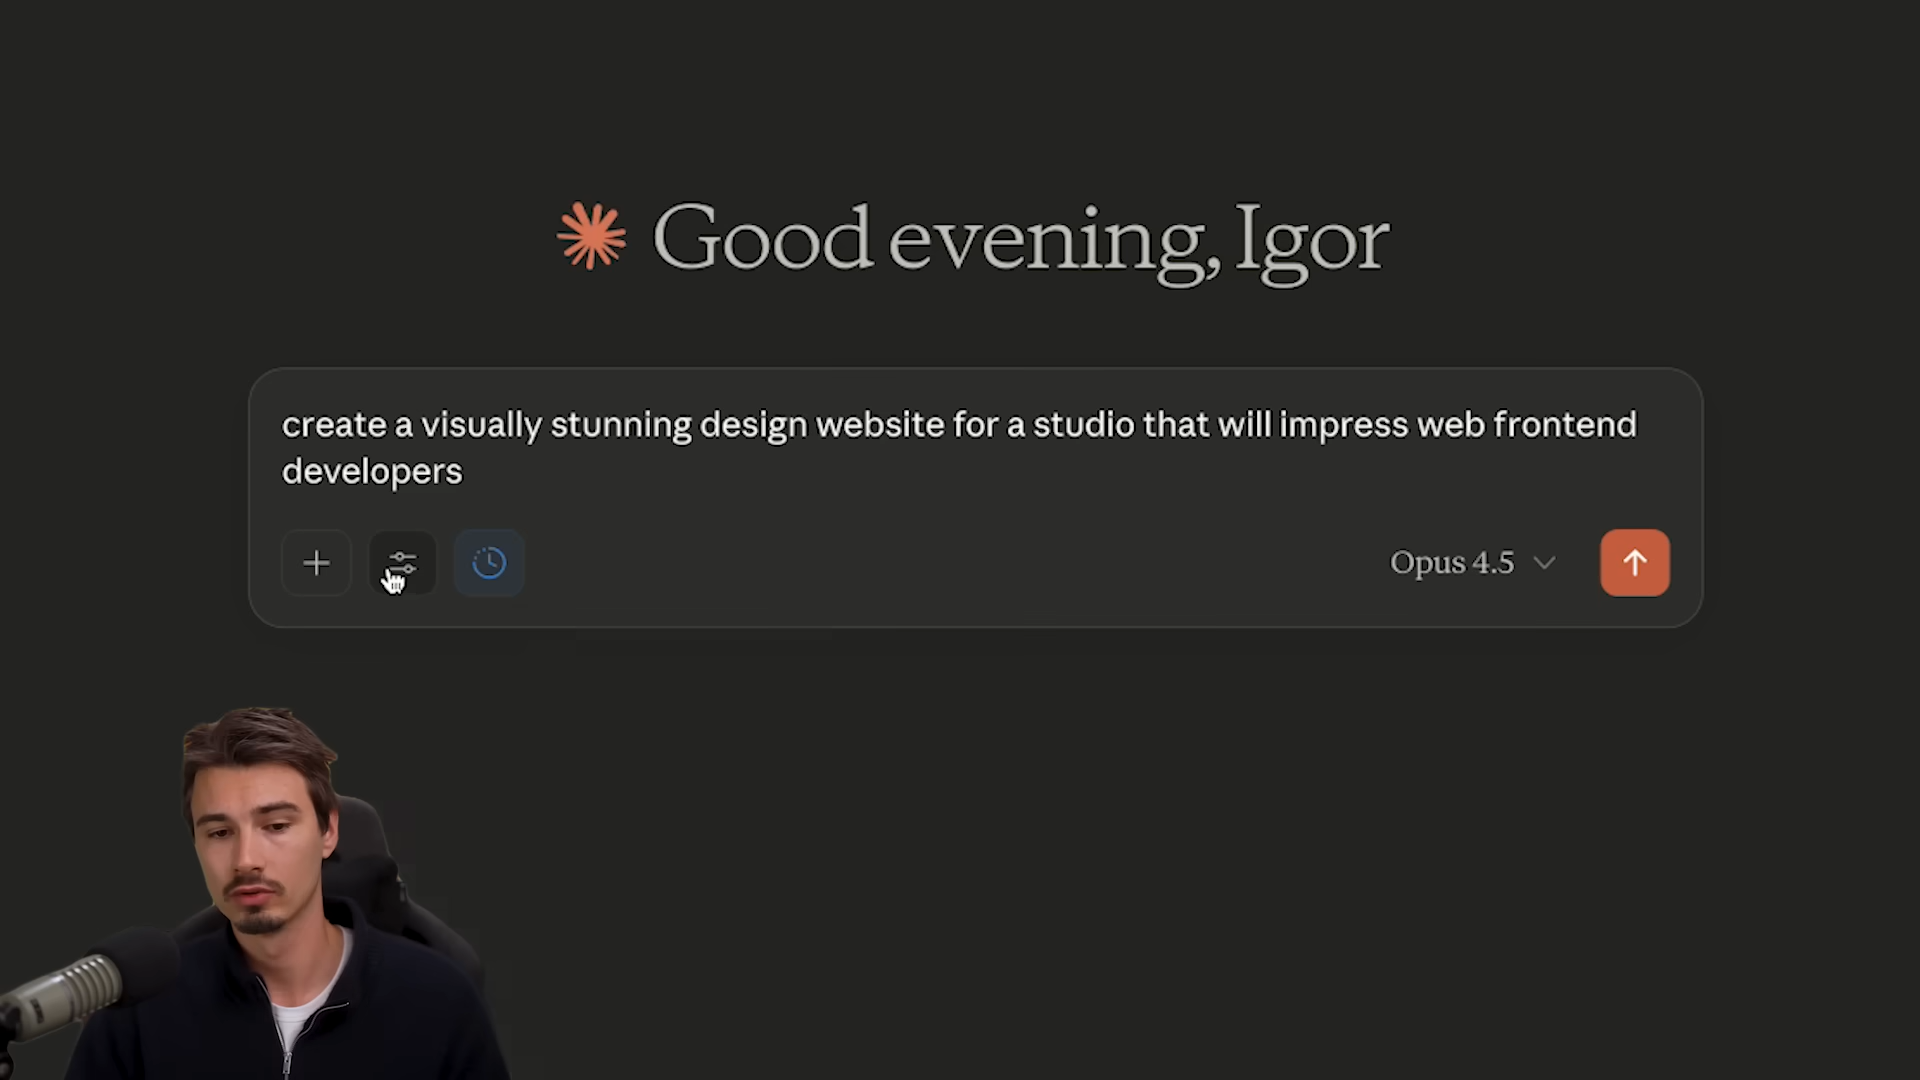 Good evening, Igor
create a visually stunning design website for a studio that will impress web frontend
developers
Opus 4.5